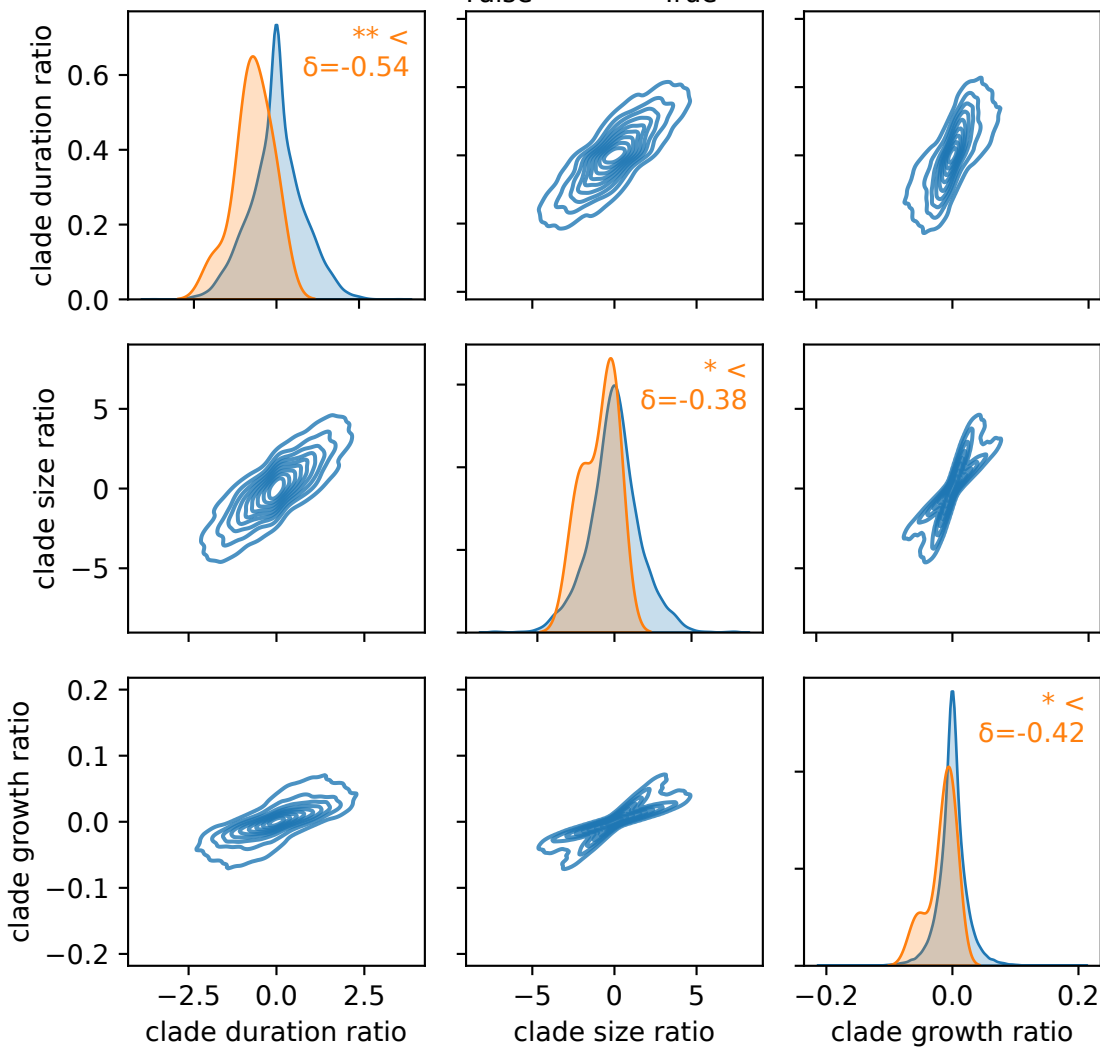 ** <
δ=-0.54
clade duration ratio
0.6
0.4
0.2
0.0
* <
δ=-0.38
clade size ratio
5
0
−5
* <
δ=-0.42
clade growth ratio
0.2
0.1
0.0
−0.1
−0.2
−2.5 0.0 2.5
−5 0 5
−0.2 0.0 0.2
clade duration ratio
clade size ratio
clade growth ratio